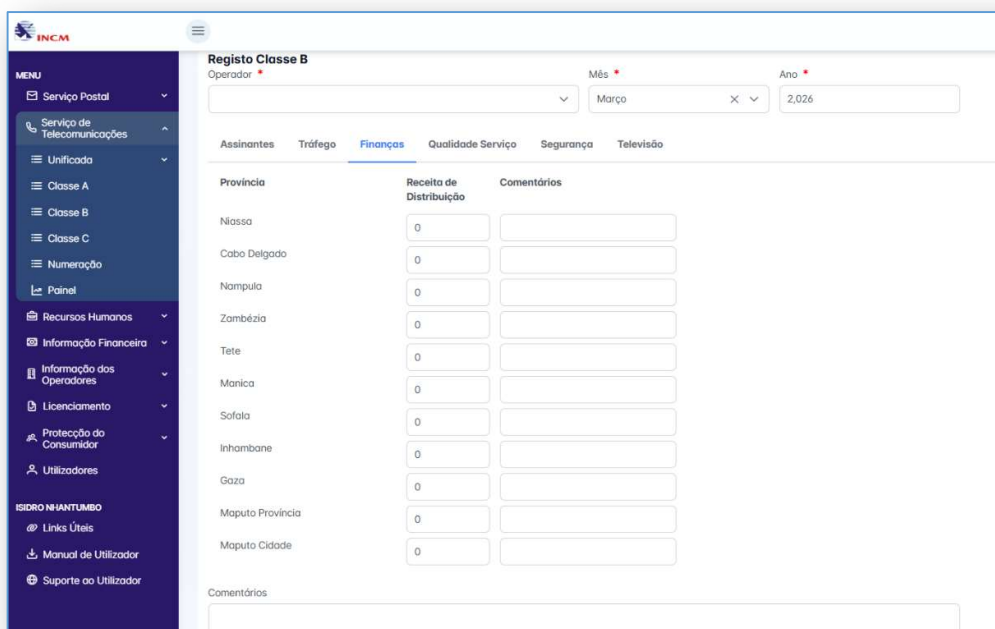 INCM
MENU
Serviço Postal
Serviço de
Telecomunicações
Unificada
Classe A
Classe B
Classe C
Numeração
Painel
Recursos Humanos
Informação Financeira
Informação dos
Operadores
Licenciamento
Protecção do
Consumidor
Utilizadores
ISIDRO NHANTUMBO
Links Úteis
Manual de Utilizador
Suporte ao Utilizador
Registo Classe B
Operador * Mês * Ano *
Março 2,026
Assinantes Tráfego Finanças Qualidade Serviço Segurança Televisão
Província Receita de Comentários
Distribuição
Niassa 0
Cabo Delgado 0
Nampula 0
Zambézia 0
Tete 0
Manica 0
Sofala 0
Inhambane 0
Gaza 0
Maputo Província 0
Maputo Cidade 0
Comentários